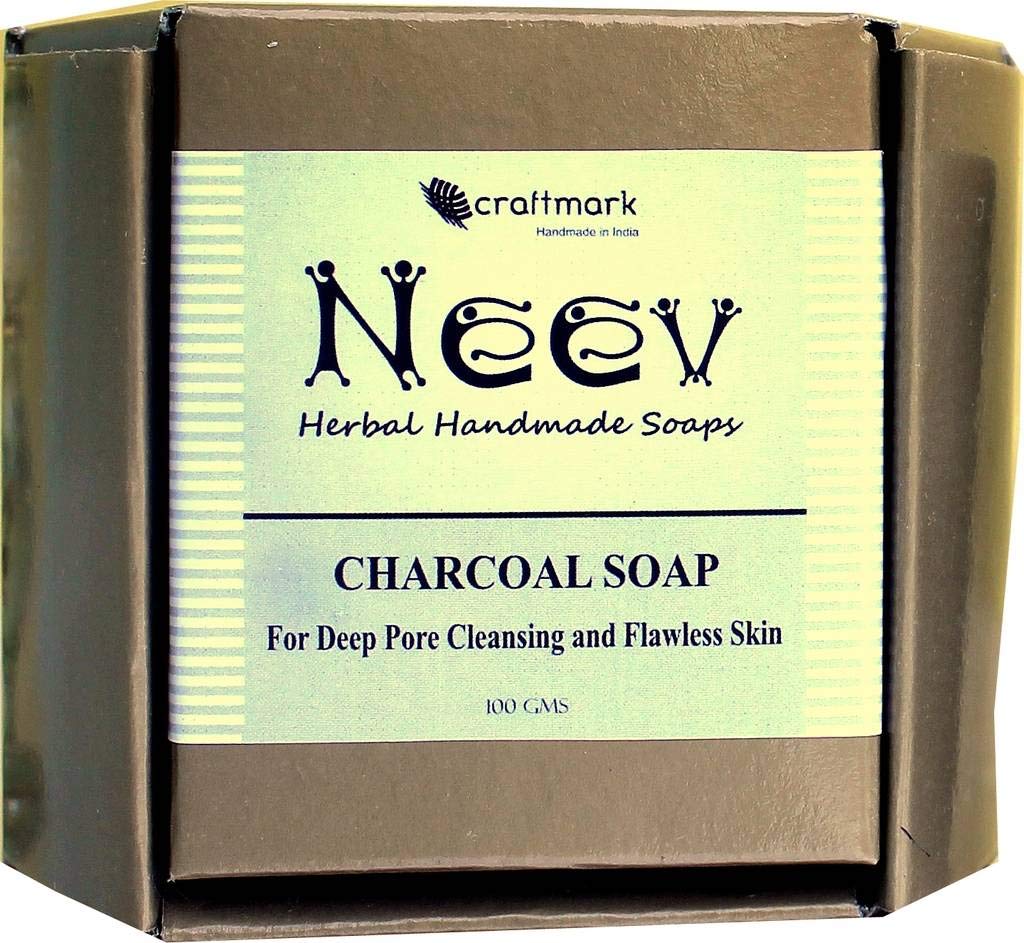 craftmark
Handmade in India
Neev
Herbal Handmade Soaps
CHARCOAL SOAP
For Deep Pore Cleansing and Flawless Skin
100 GMS